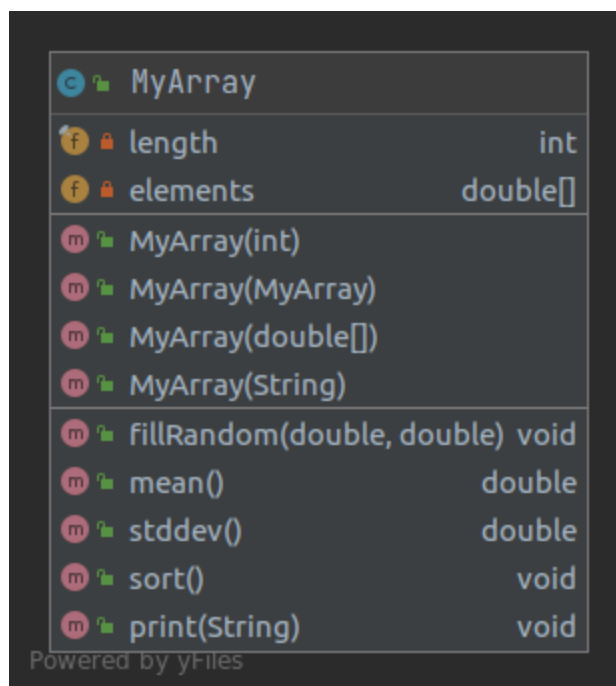 MyArray
length int
elements double[]
MyArray(int)
MyArray(MyArray)
MyArray(double[])
MyArray(String)
fillRandom(double, double) void
mean() double
stddev() double
sort() void
print(String) void
Powered by yFiles